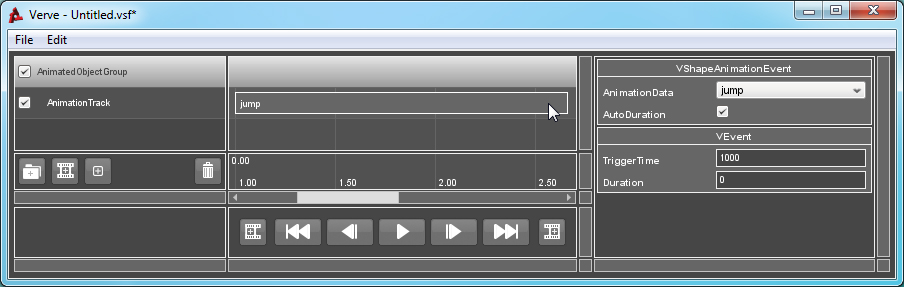 Verve - Untitled.vsf*
File Edit
Animated Object Group
AnimationTrack
jump
0.00
1.00 1.50 2.00 2.50
VShapeAnimationEvent
AnimationData jump
AutoDuration
VEvent
TriggerTime 1000
Duration 0